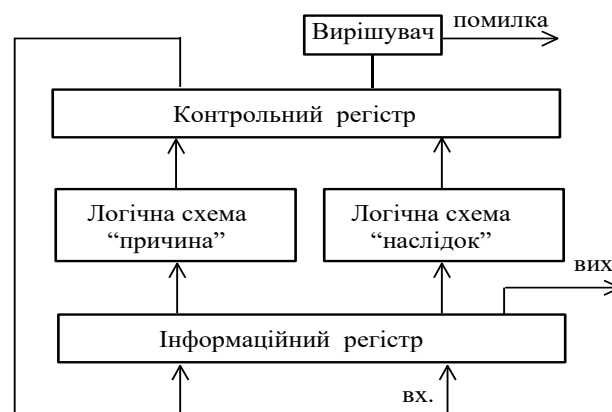 помилка
Вирішувач
Контрольний регістр
Логічна схема
“причина”
Логічна схема
“наслідок”
вих
Інформаційний регістр
вх.